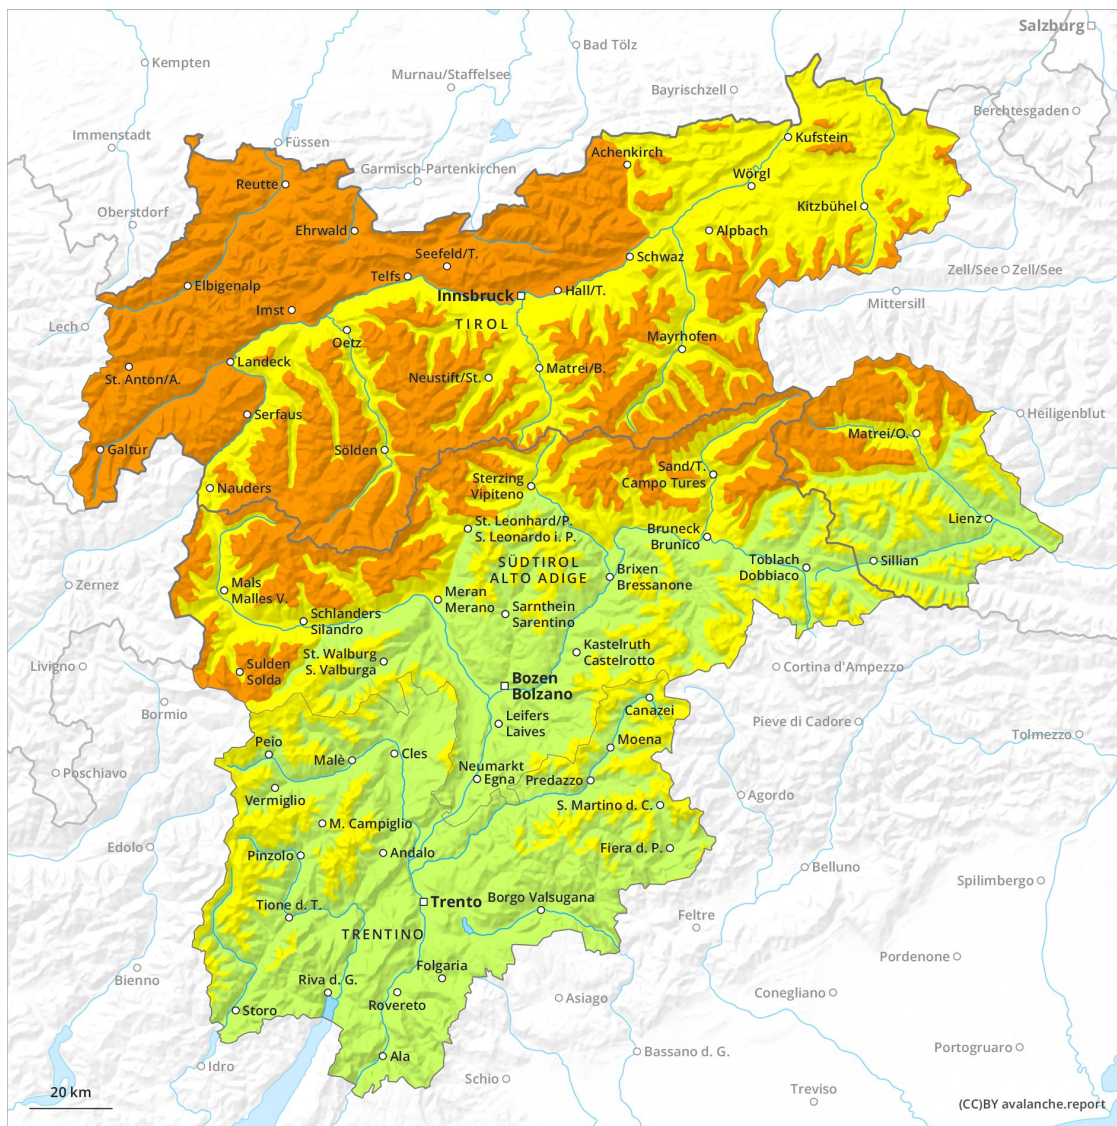 Salzburg
Bad Tölz
Kempten
Murnau/Staffelsee
Bayrischzell
Berchtesgaden
Immenstadt
Füssen
Kufstein
Achenkirch
Garmisch-Partenkirchen
Wörgl
Reutte
Kitzbühel
Oberstdorf
Ehrwald
Alpbach
Seefeld/T.
Schwaz
Telfs
Zell/See
Zell/See
Elbigenalp
Hall/T.
Innsbruck
Mittersill
Imst
Lech
TIROL
Oetz
Mayrhofen
Landeck
Matrei/B.
St. Anton/A.
Neustift/St.
Serfaus
Heiligenblut
Matrei/O.
Galtür
Sölden
Sterzing
Vipiteno
Sand/T.
Campo Tures
Nauders
Lienz
St. Leonhard/P.
S. Leonardo i. P.
Bruneck
Brunico
Toblach
Dobbiaco
Sillian
SÜDTIROL
ALTO ADIGE
Brixen
Bressanone
Zernez
Mals
Malles V.
Meran
Merano
Schlanders
Silandro
Sarnthein
Sarentino
Kastelruth
Castelrotto
St. Walburg
S. Valburga
Livigno
Sulden
Solda
Cortina d'Ampezzo
Bozen
Bolzano
Bormio
Canazei
Leifers
Laives
Pieve di Cadore
Tolmezzo
Peio
Moena
Cles
Malè
Poschiavo
Neumarkt
Egna
Predazzo
Vermiglio
Agordo
S. Martino d. C.
M. Campiglio
Edolo
Pinzolo
Andalo
Fiera d. P.
Belluno
Spilimbergo
Borgo Valsugana
Trento
Tione d. T.
Feltre
TRENTINO
Pordenone
Folgaria
Bienno
Riva d. G.
Rovereto
Asiago
Conegliano
Storo
Portogruaro
Ala
Bassano d. G.
Idro
Schio
Treviso
20 km
(CC)BY avalanche.report